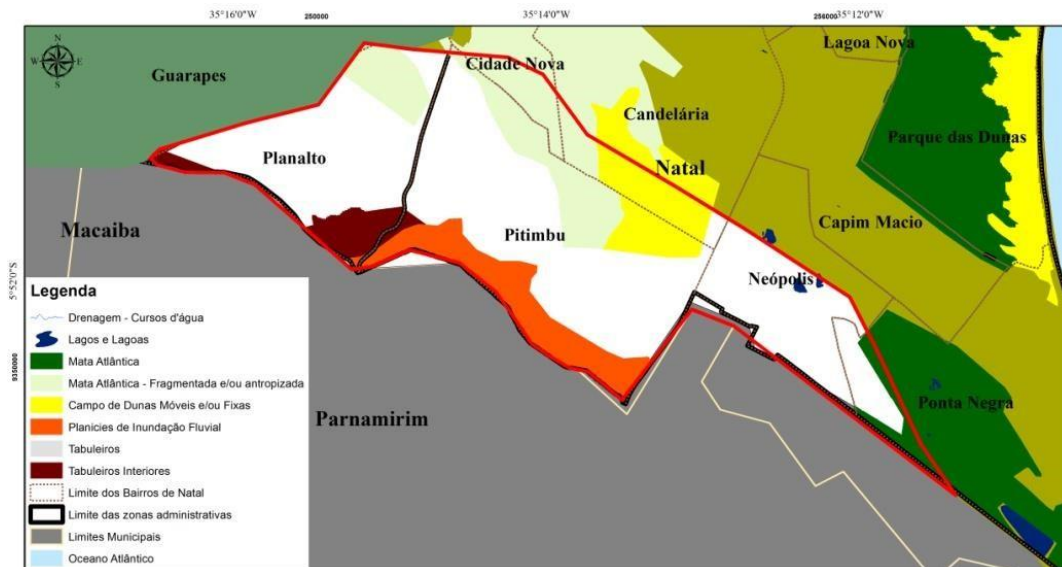 35°16'0"W
250000
35°14'0"W
256000
35°12'0"W
N
W E
S
Guarapes
Cidade Nova
Lagoa Nova
Candelária
Parque das Dunas
Planalto
Natal
Macaiba
Pitimbu
Capim Macio
Neópolis
5°52'0"S
9350000
Parnamirim
Ponta Negra
Legenda
Drenagem - Cursos d'água
Lagos e Lagoas
Mata Atlântica
Mata Atlântica - Fragmentada e/ou antropizada
Campo de Dunas Móveis e/ou Fixas
Planicies de Inundação Fluvial
Tabuleiros
Tabuleiros Interiores
Limite dos Bairros de Natal
Limite das zonas administrativas
Limites Municipais
Oceano Atlântico